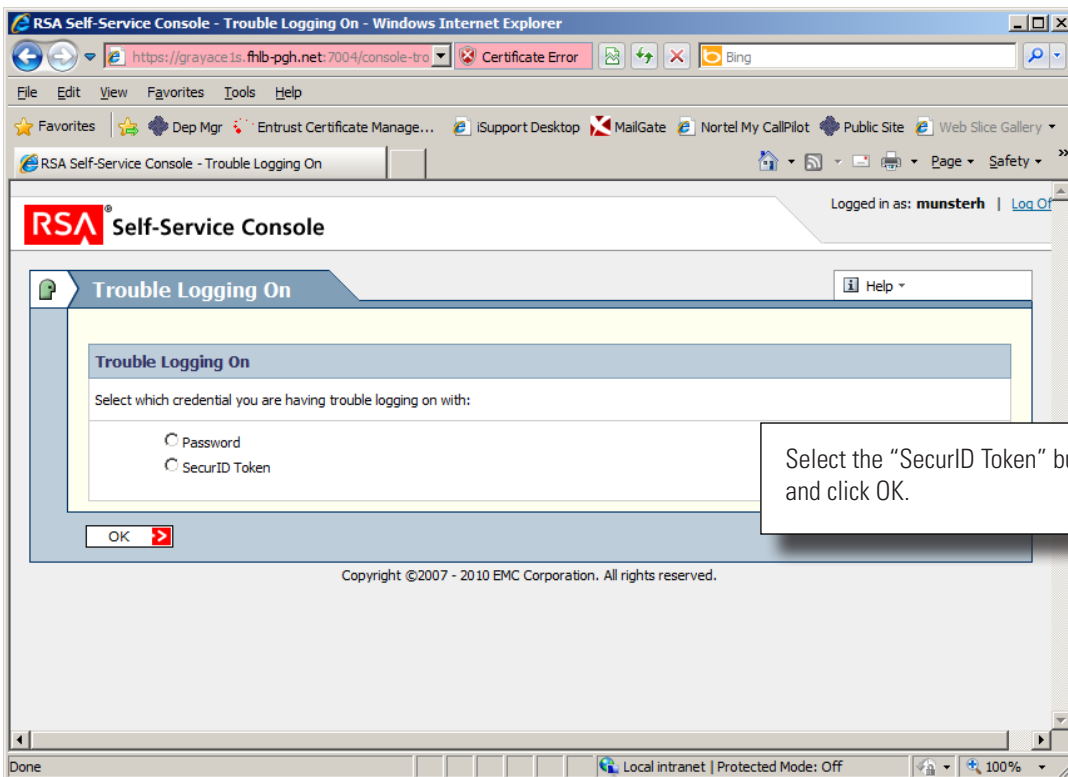 RSA Self-Service Console - Trouble Logging On - Windows Internet Explorer
https://grayace1s.fhlb-pgh.net:7004/console-tro Certificate Error Bing
File Edit View Favorites Tools Help
Favorites Dep Mgr Entrust Certificate Manage... iSupport Desktop MailGate Nortel My CallPilot Public Site Web Slice Gallery
RSA Self-Service Console - Trouble Logging On Page Safety »
Logged in as: munsterh | Log Of
RSA® Self-Service Console
Trouble Logging On Help
Trouble Logging On
Select which credential you are having trouble logging on with:
Password
SecurID Token
Select the “SecurID Token” bu
and click OK.
OK
Copyright ©2007 - 2010 EMC Corporation. All rights reserved.
Done Local intranet | Protected Mode: Off 100%